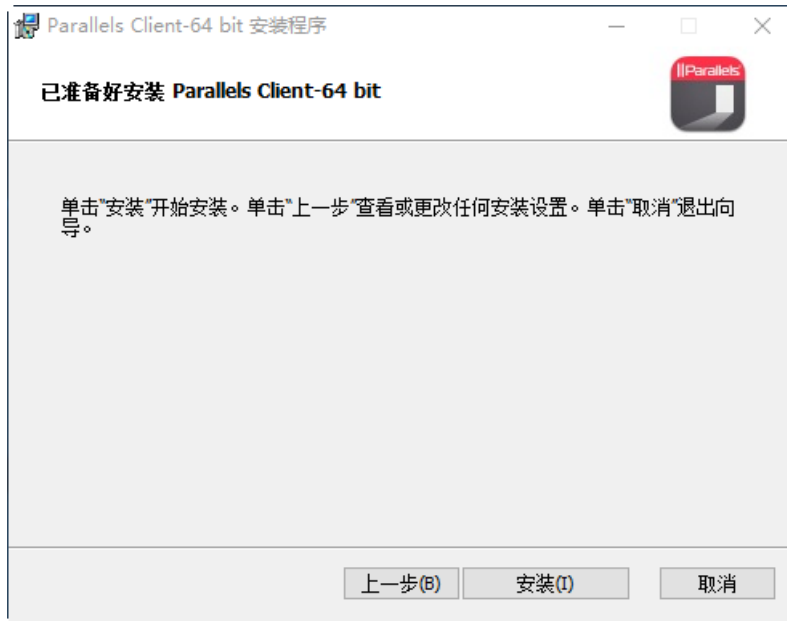 Parallels Client-64 bit 安装程序
||Parallels
已准备好安装 Parallels Client-64 bit
单击"安装"开始安装。单击"上一步"查看或更改任何安装设置。单击"取消"退出向
导。
上一步(B) 安装(I) 取消